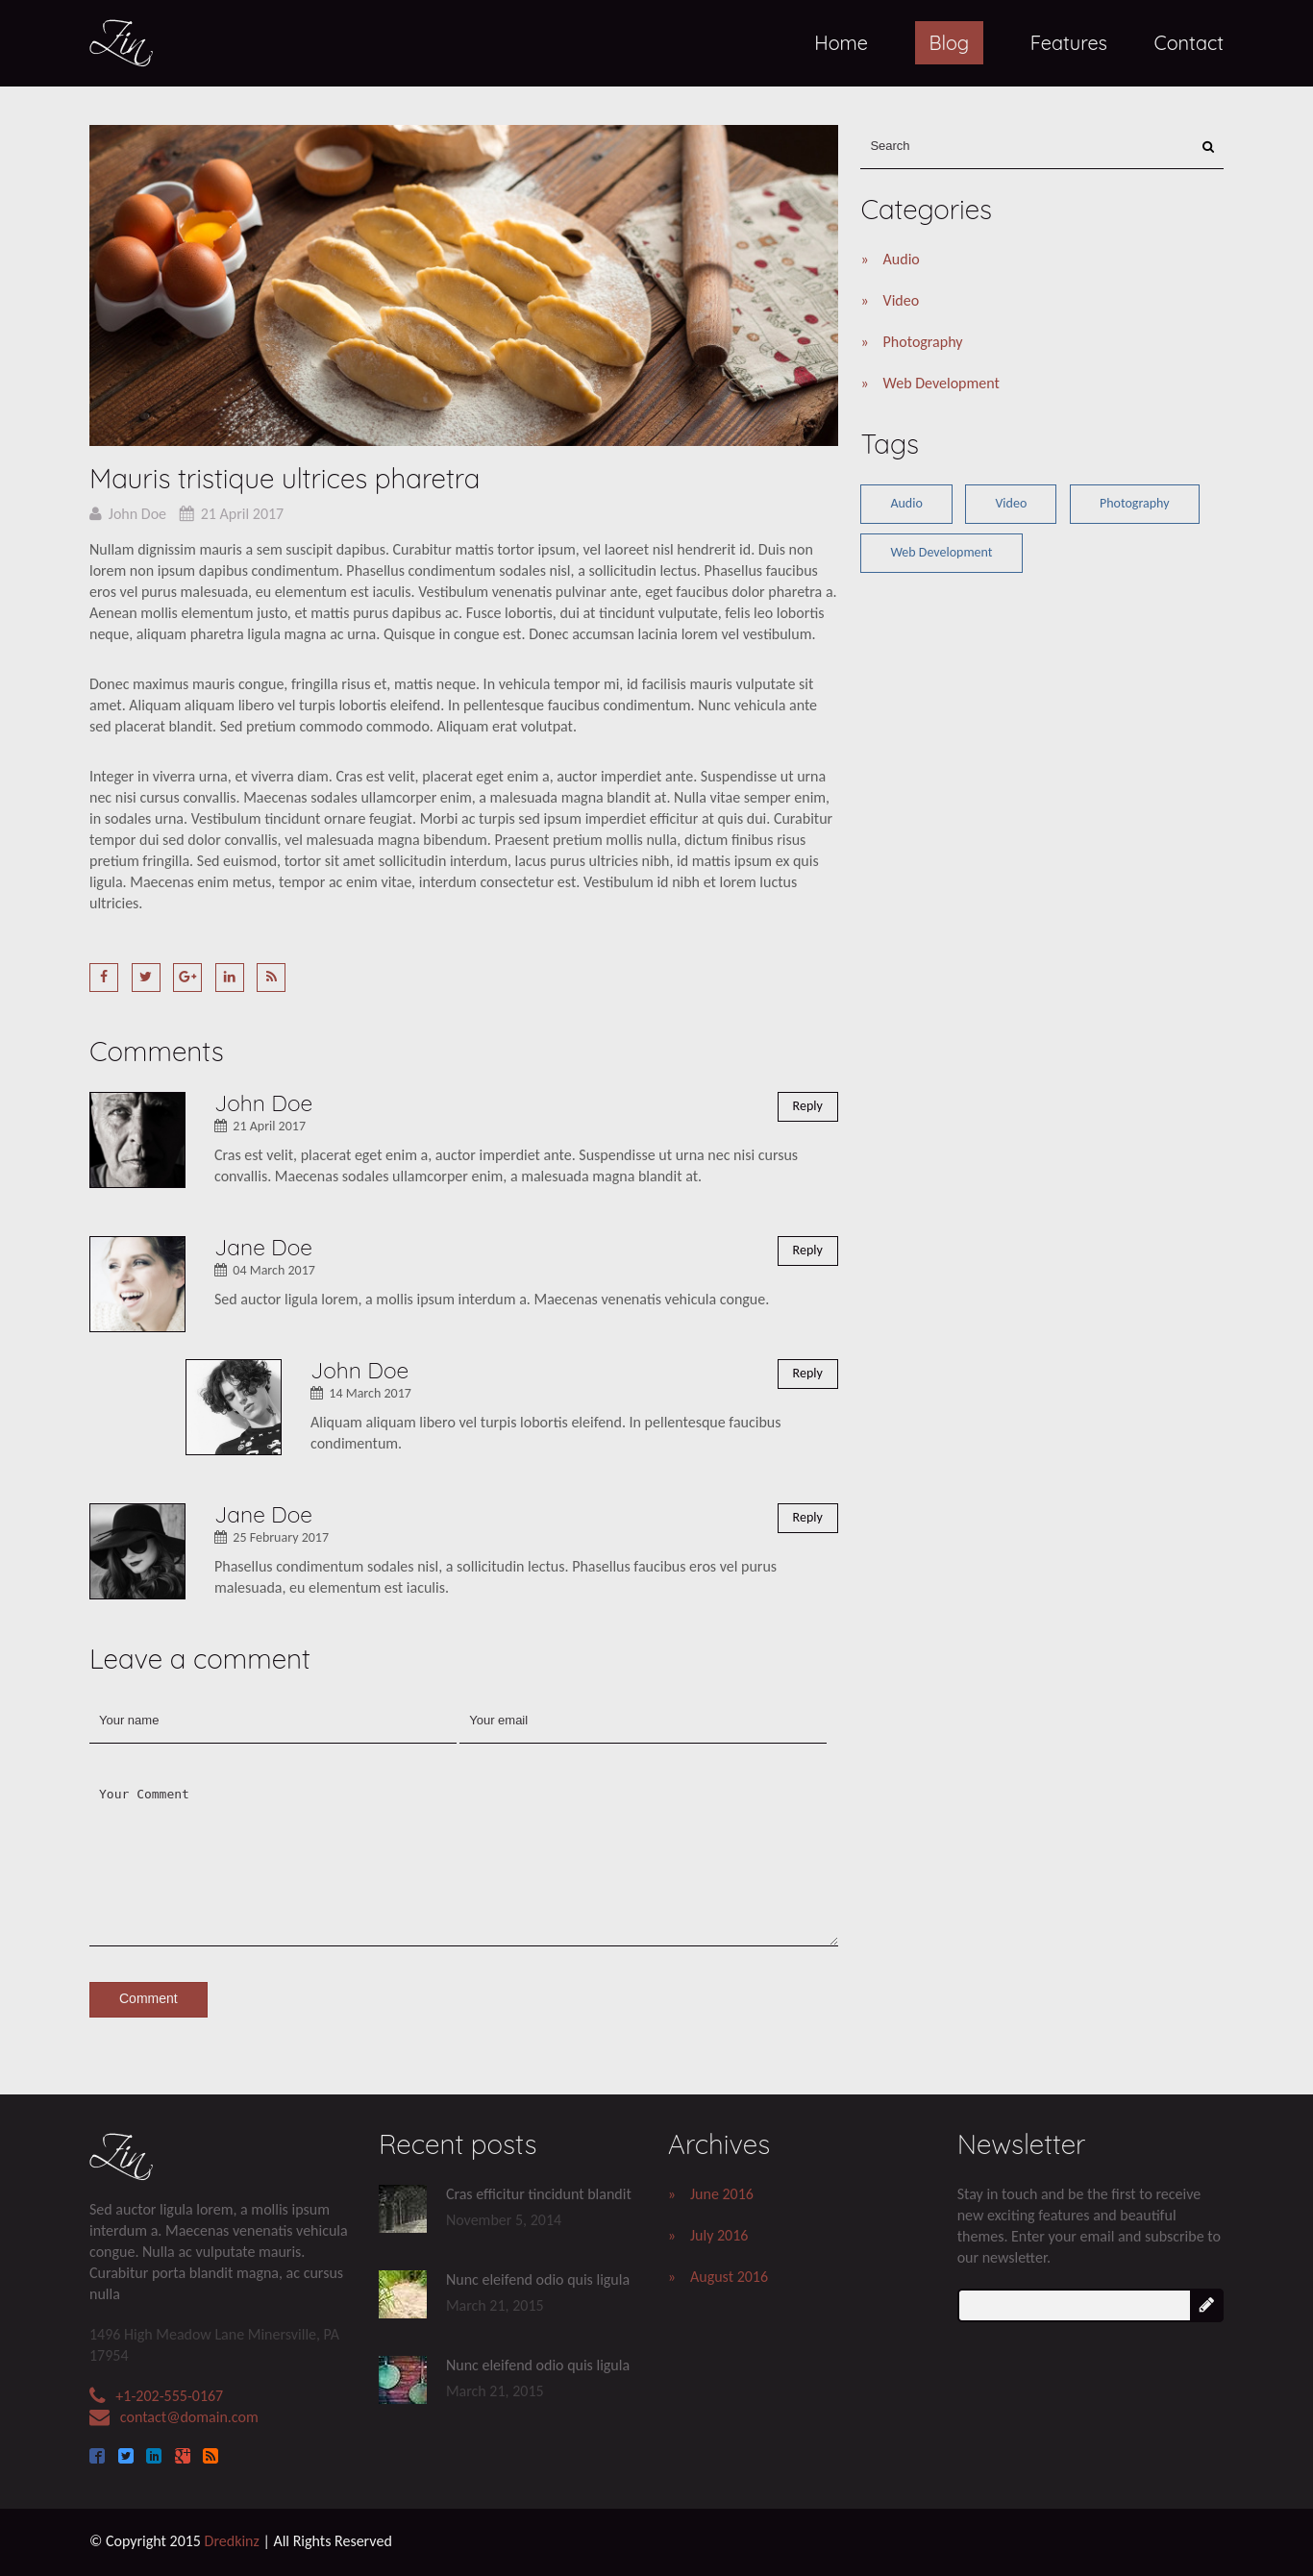 Zin
Home
Blog
Features
Contact
Mauris tristique ultrices pharetra
John Doe 21 April 2017
Nullam dignissim mauris a sem suscipit dapibus. Curabitur mattis tortor ipsum, vel laoreet nisl hendrerit id. Duis non
lorem non ipsum dapibus condimentum. Phasellus condimentum sodales nisl, a sollicitudin lectus. Phasellus faucibus
eros vel purus malesuada, eu elementum est iaculis. Vestibulum venenatis pulvinar ante, eget faucibus dolor pharetra a.
Aenean mollis elementum justo, et mattis purus dapibus ac. Fusce lobortis, dui at tincidunt vulputate, felis leo lobortis
neque, aliquam pharetra ligula magna ac urna. Quisque in congue est. Donec accumsan lacinia lorem vel vestibulum.
Donec maximus mauris congue, fringilla risus et, mattis neque. In vehicula tempor mi, id facilisis mauris vulputate sit
amet. Aliquam aliquam libero vel turpis lobortis eleifend. In pellentesque faucibus condimentum. Nunc vehicula ante
sed placerat blandit. Sed pretium commodo commodo. Aliquam erat volutpat.
Integer in viverra urna, et viverra diam. Cras est velit, placerat eget enim a, auctor imperdiet ante. Suspendisse ut urna
nec nisi cursus convallis. Maecenas sodales ullamcorper enim, a malesuada magna blandit at. Nulla vitae semper enim,
in sodales urna. Vestibulum tincidunt ornare feugiat. Morbi ac turpis sed ipsum imperdiet efficitur at quis dui. Curabitur
tempor dui sed dolor convallis, vel malesuada magna bibendum. Praesent pretium mollis nulla, dictum finibus risus
pretium fringilla. Sed euismod, tortor sit amet sollicitudin interdum, lacus purus ultricies nibh, id mattis ipsum ex quis
ligula. Maecenas enim metus, tempor ac enim vitae, interdum consectetur est. Vestibulum id nibh et lorem luctus
ultricies.
Comments
John Doe
Reply
21 April 2017
Cras est velit, placerat eget enim a, auctor imperdiet ante. Suspendisse ut urna nec nisi cursus
convallis. Maecenas sodales ullamcorper enim, a malesuada magna blandit at.
Jane Doe
Reply
04 March 2017
Sed auctor ligula lorem, a mollis ipsum interdum a. Maecenas venenatis vehicula congue.
John Doe
Reply
14 March 2017
Aliquam aliquam libero vel turpis lobortis eleifend. In pellentesque faucibus
condimentum.
Jane Doe
Reply
25 February 2017
Phasellus condimentum sodales nisl, a sollicitudin lectus. Phasellus faucibus eros vel purus
malesuada, eu elementum est iaculis.
Leave a comment
Your name
Your email
Your Comment
Comment
Search
Categories
» Audio
» Video
» Photography
» Web Development
Tags
Audio
Video
Photography
Web Development
Zin
Sed auctor ligula lorem, a mollis ipsum
interdum a. Maecenas venenatis vehicula
congue. Nulla ac vulputate mauris.
Curabitur porta blandit magna, ac cursus
nulla
1496 High Meadow Lane Minersville, PA
17954
+1-202-555-0167
contact@domain.com
Recent posts
Cras efficitur tincidunt blandit
November 5, 2014
Nunc eleifend odio quis ligula
March 21, 2015
Nunc eleifend odio quis ligula
March 21, 2015
Archives
» June 2016
» July 2016
» August 2016
Newsletter
Stay in touch and be the first to receive
new exciting features and beautiful
themes. Enter your email and subscribe to
our newsletter.
© Copyright 2015 Dredkinz | All Rights Reserved